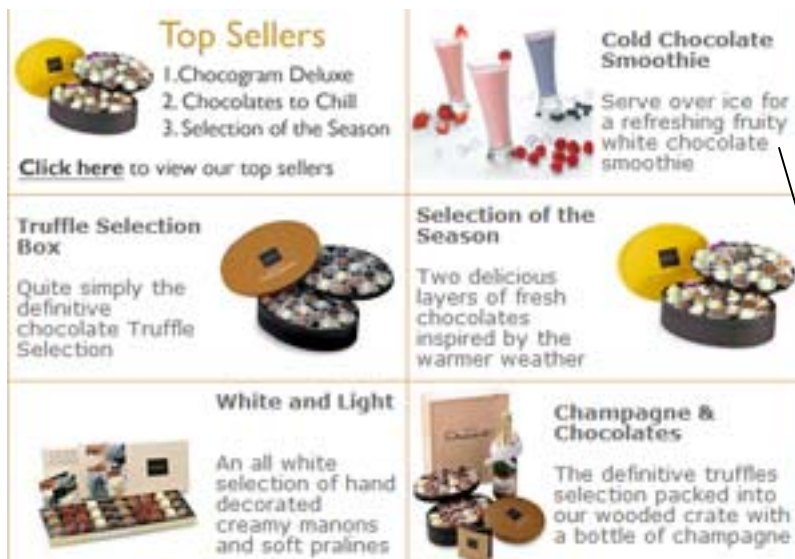 Top Sellers
1.Chocogram Deluxe
2. Chocolates to Chill
3. Selection of the Season
Click here to view our top sellers
Cold Chocolate
Smoothie
Serve over ice for
a refreshing fruity
white chocolate
smoothie
Truffle Selection
Box
Quite simply the
definitive
chocolate Truffle
Selection
Selection of the
Season
Two delicious
layers of fresh
chocolates
inspired by the
warmer weather
White and Light
An all white
selection of hand
decorated
creamy manons
and soft pralines
Champagne &
Chocolates
The definitive truffles
selection packed into
our wooded crate with
a bottle of champagne